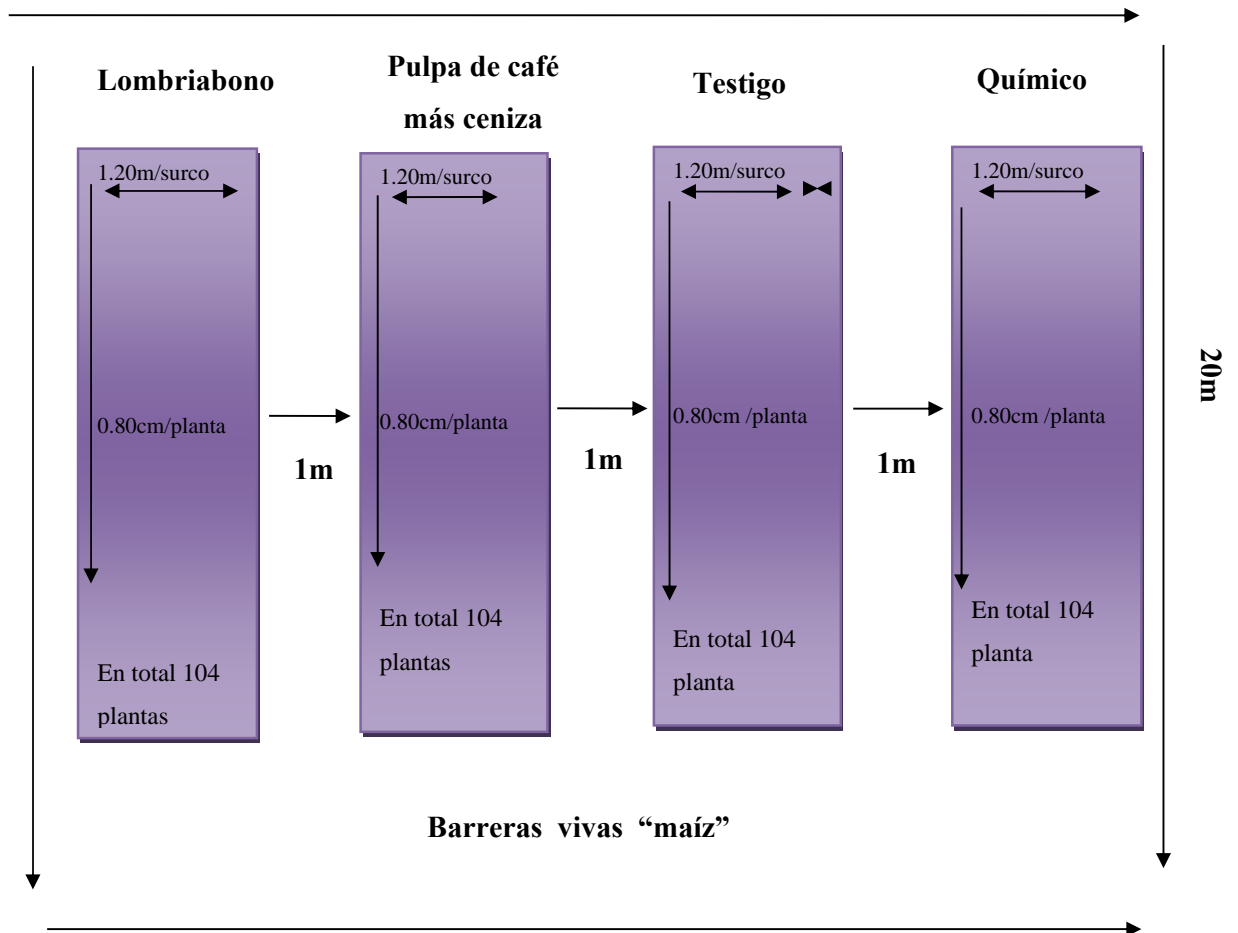 Lombriabono
Pulpa de café
más ceniza
Testigo
Químico
1.20m/surco
1.20m/surco
1.20m/surco
1.20m/surco
20m
0.80cm/planta
0.80cm/planta
0.80cm /planta
0.80cm /planta
1m
1m
1m
En total 104
plantas
En total 104
plantas
En total 104
planta
En total 104
planta
Barreras vivas “maíz”